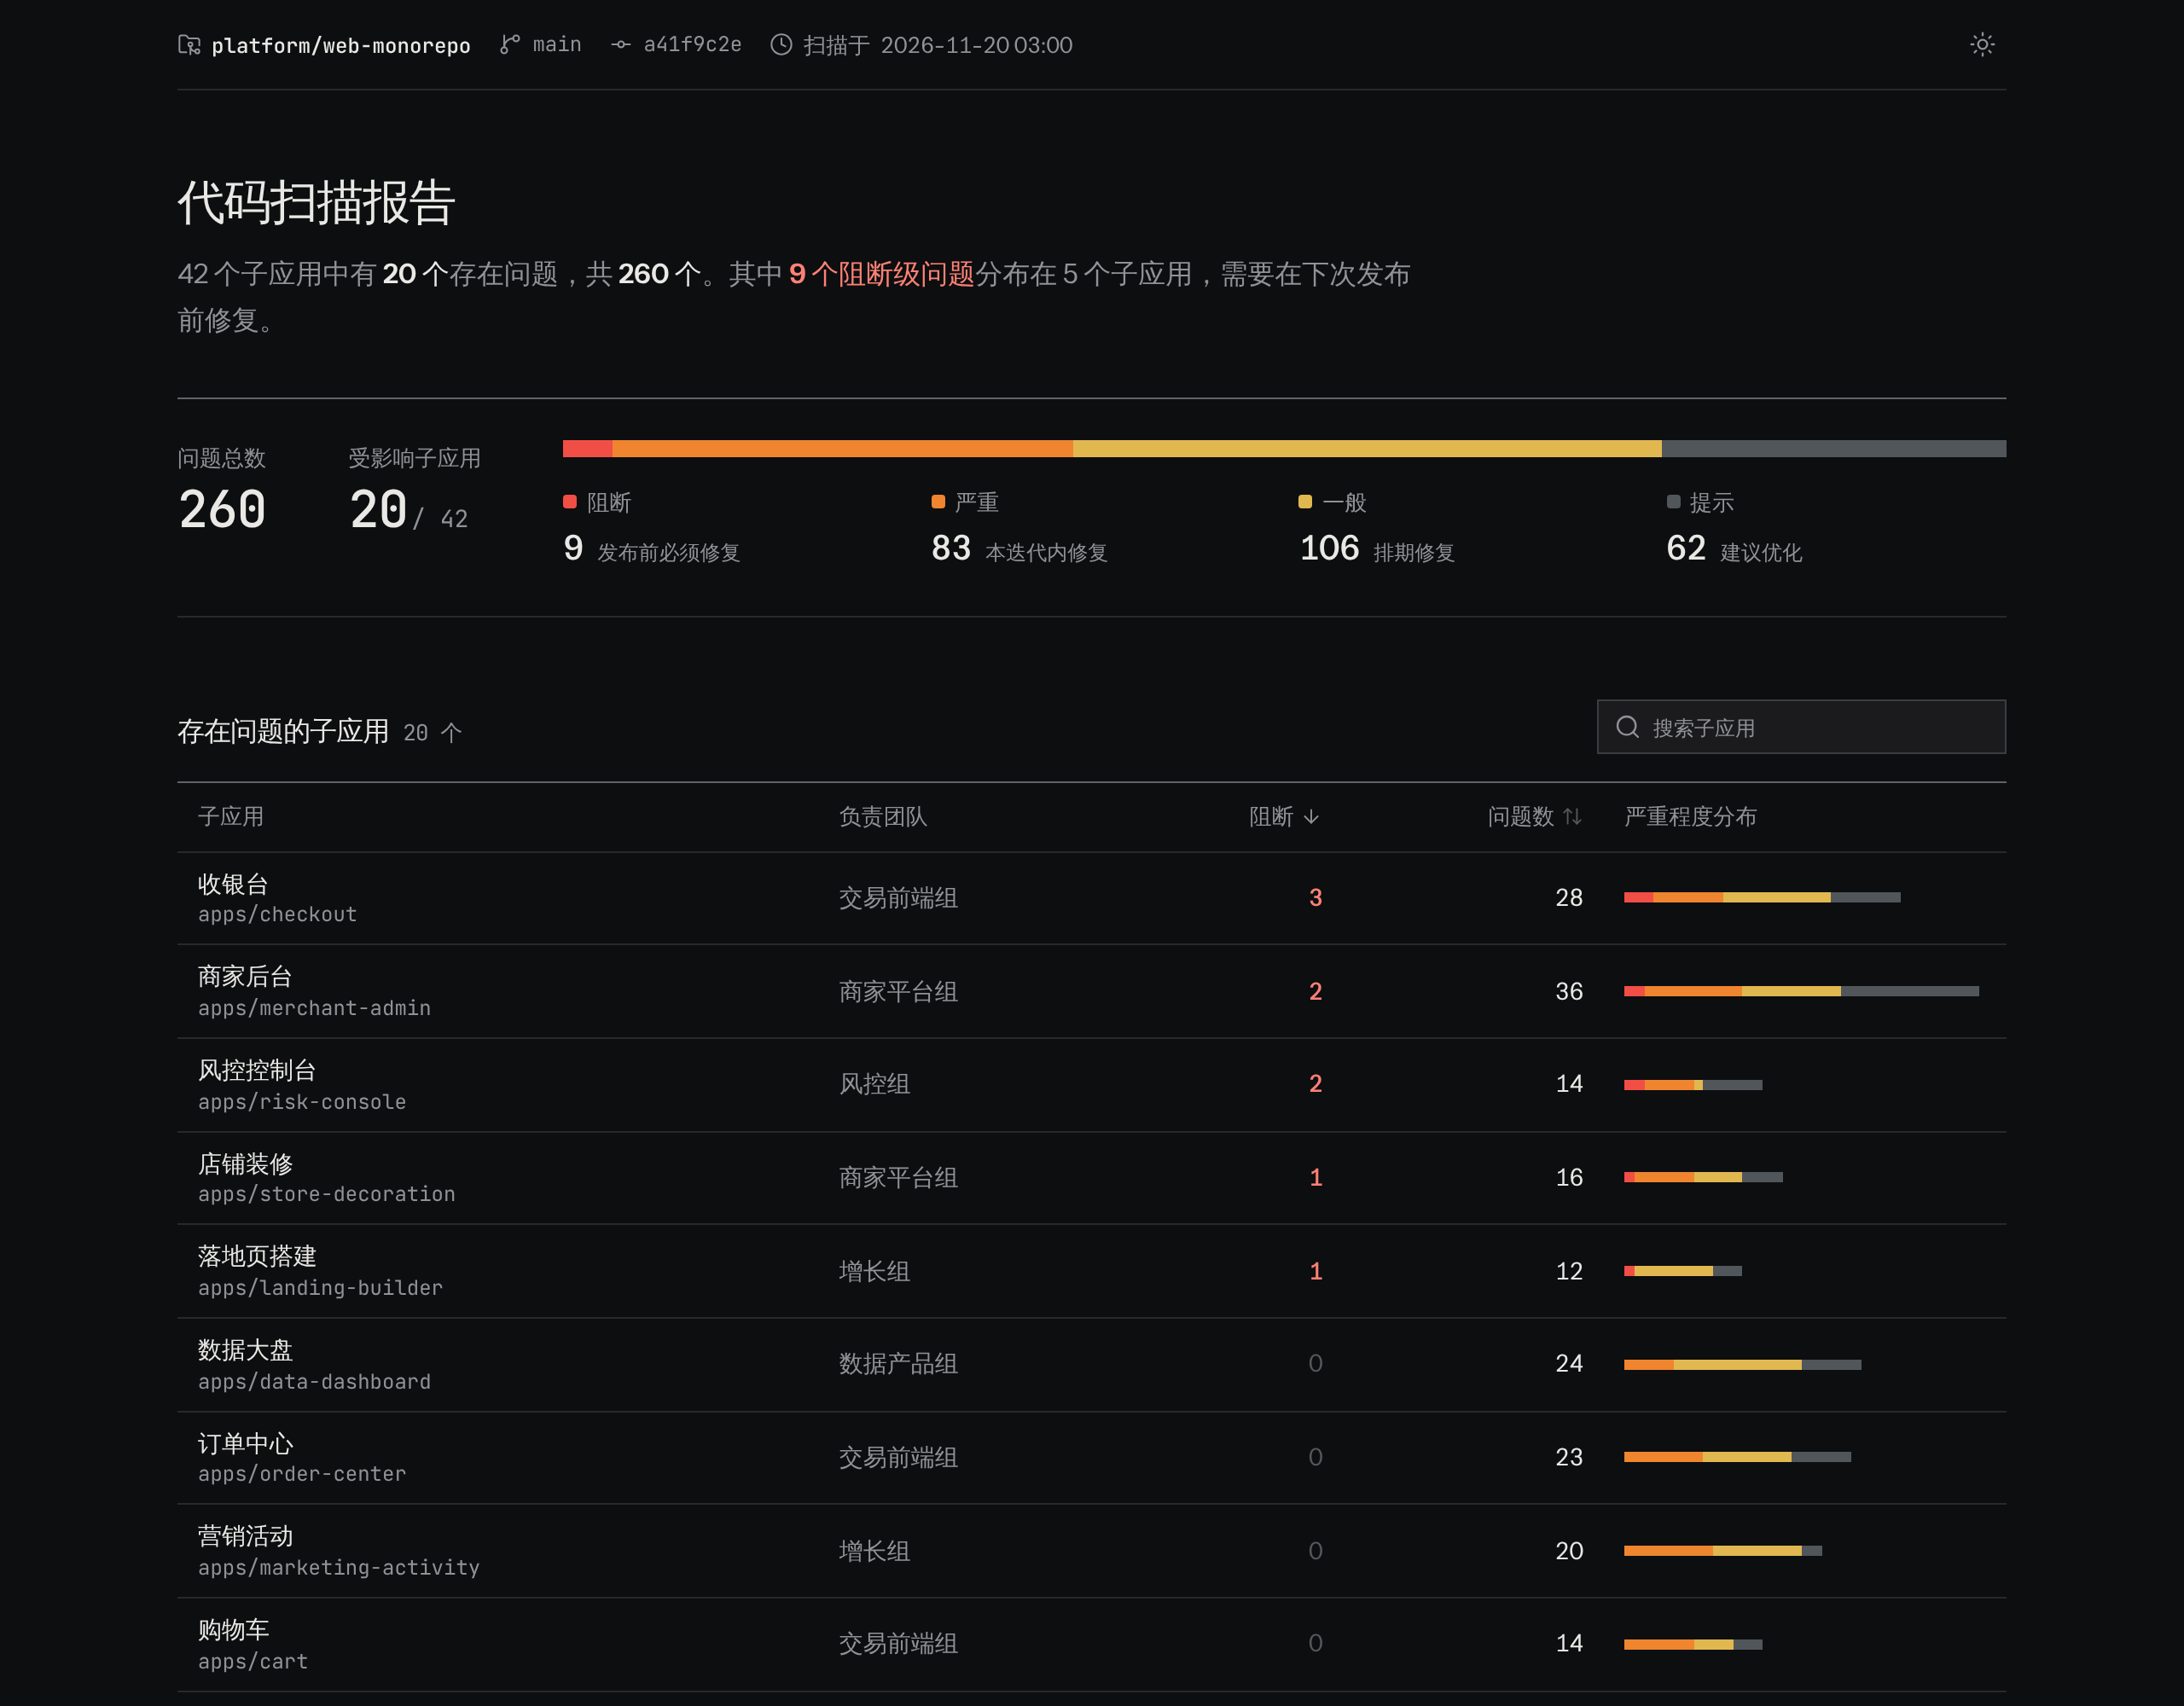 platform/web-monorepo main a41f9c2e 扫描于 2026-11-20 03:00
代码扫描报告
42 个子应用中有 20 个存在问题，共 260 个。其中 9 个阻断级问题分布在 5 个子应用，需要在下次发布
前修复。
问题总数 受影响子应用
260 20 / 42
阻断 严重 一般 提示
9 发布前必须修复 83 本迭代内修复 106 排期修复 62 建议优化
存在问题的子应用 20 个 搜索子应用
子应用 负责团队 阻断 问题数 严重程度分布
收银台
apps/checkout 交易前端组 3 28
商家后台
apps/merchant-admin 商家平台组 2 36
风控控制台
apps/risk-console 风控组 2 14
店铺装修
apps/store-decoration 商家平台组 1 16
落地页搭建
apps/landing-builder 增长组 1 12
数据大盘
apps/data-dashboard 数据产品组 0 24
订单中心
apps/order-center 交易前端组 0 23
营销活动
apps/marketing-activity 增长组 0 20
购物车
apps/cart 交易前端组 0 14